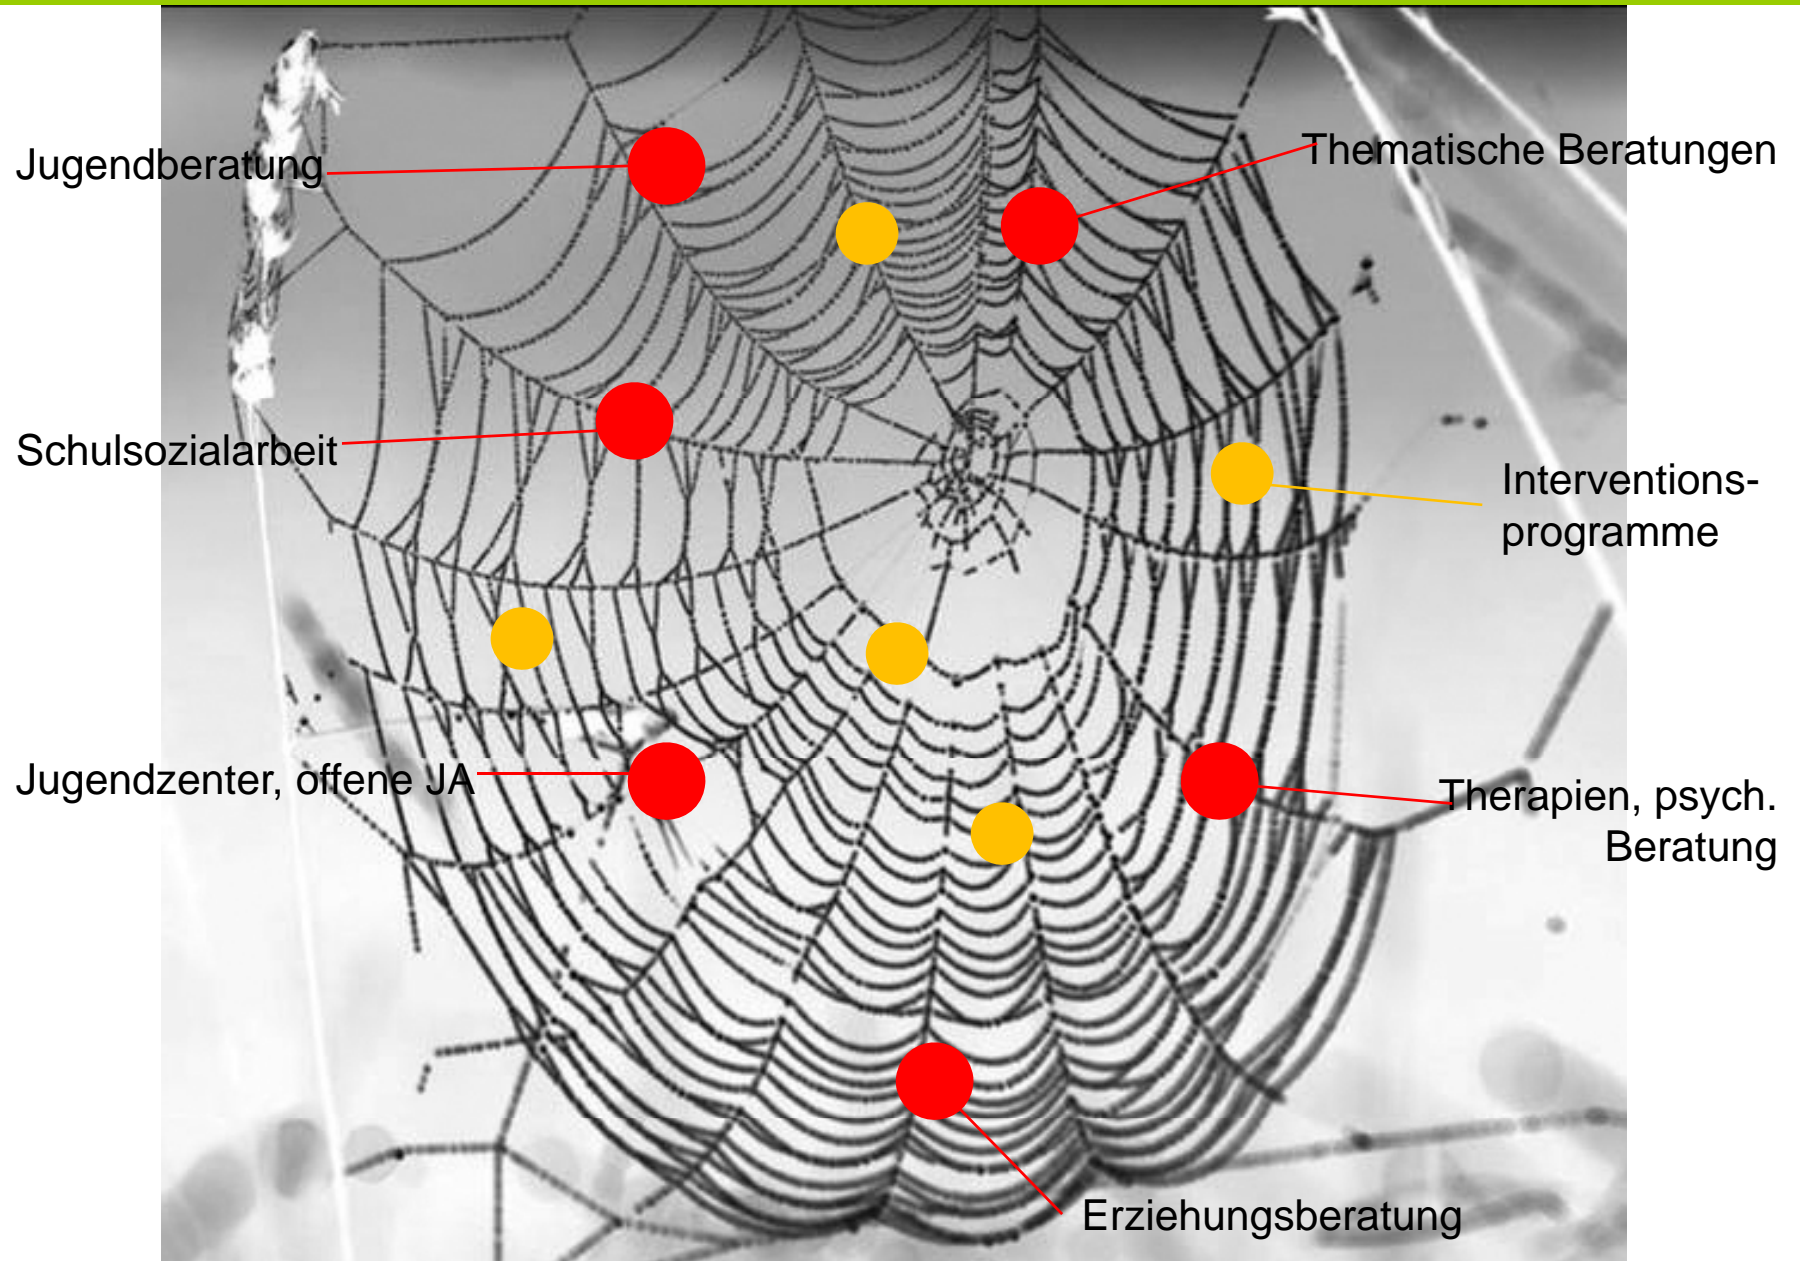 Jugendberatung
Thematische Beratungen
Schulsozialarbeit
Interventions-
programme
Jugendzenter, offene JA
Therapien, psych.
Beratung
Erziehungsberatung